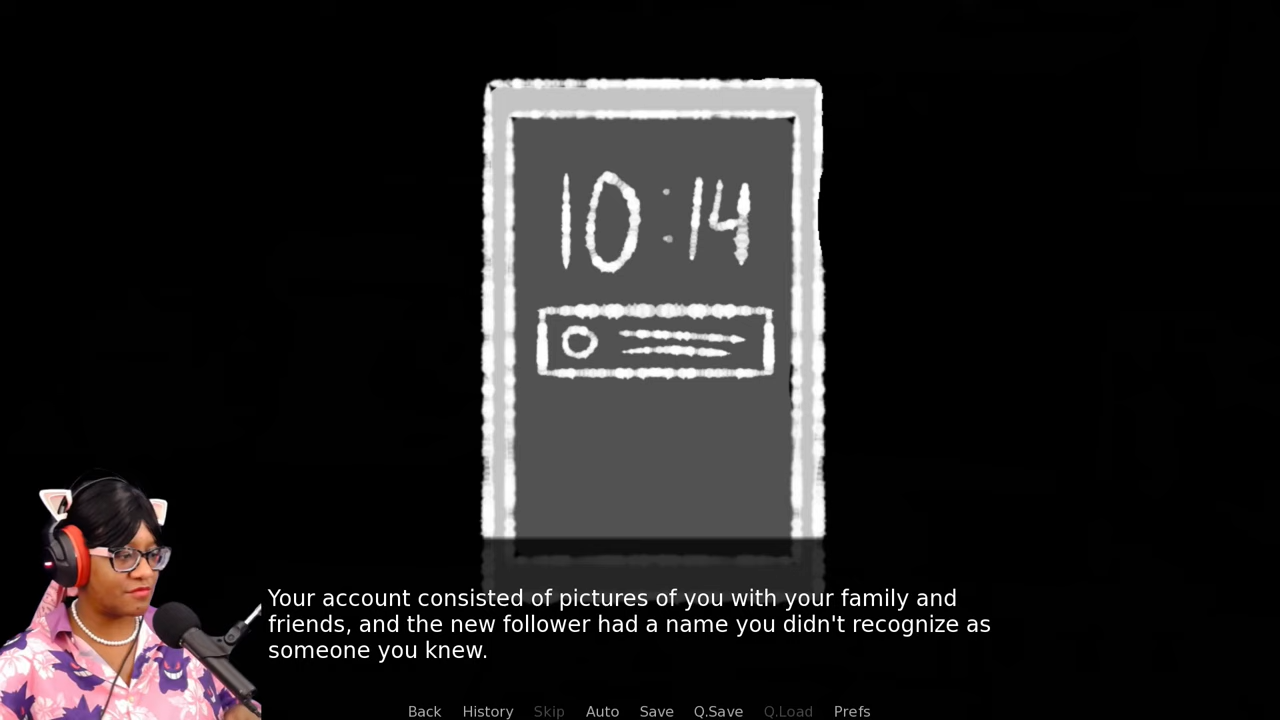 10:14
Your account consisted of pictures of you with your family and
friends, and the new follower had a name you didn't recognize as
someone you knew.
Back History Skip Auto Save Q.Save Q.Load Prefs